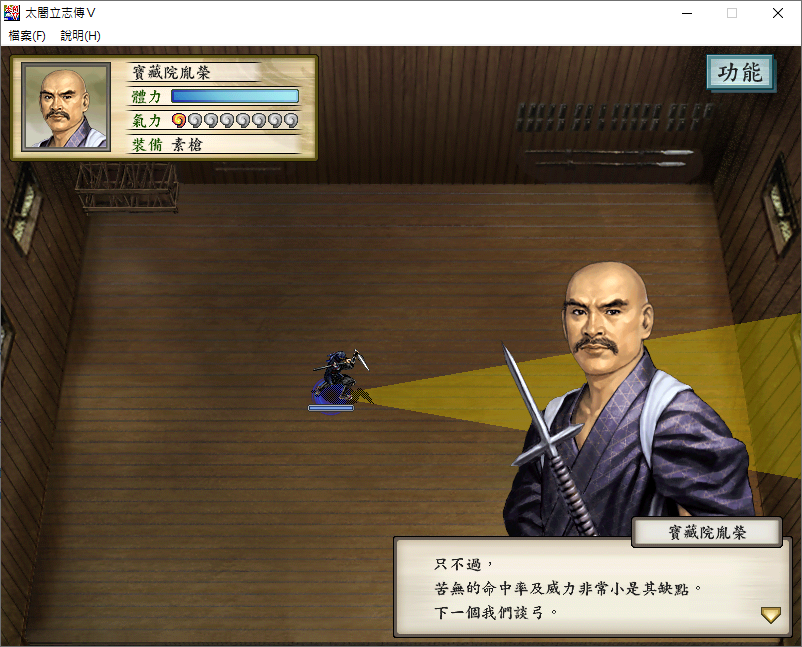 太閤立志傳Ⅴ
檔案(F) 說明(H)
寶藏院胤榮
體力
氣力
裝備 素槍
功能
寶藏院胤榮
只不過，
苦無的命中率及威力非常小是其缺點。
下一個我們談弓。